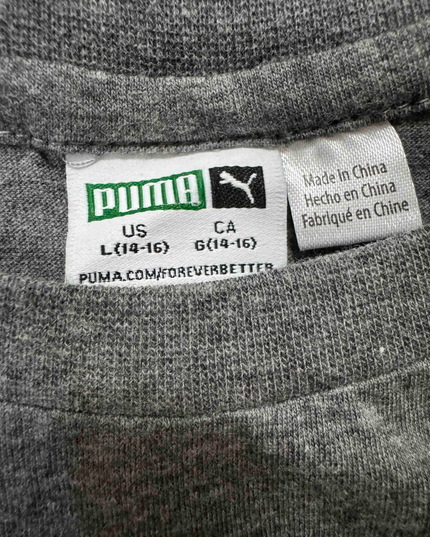 PUMA
US CA
L(14-16) G(14-16)
PUMA.COM/FOREVERBETTER
Made in China
Hecho en China
Fabriqué en Chine